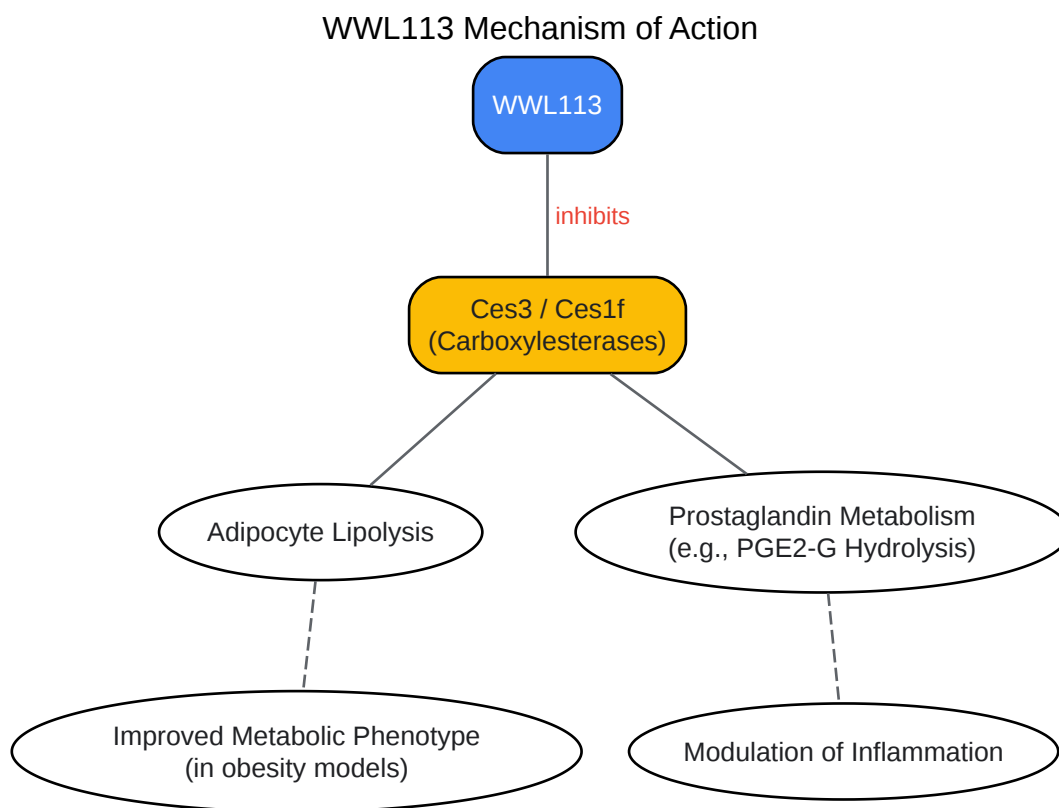 WWL113 Mechanism of Action
WWL113
inhibits
Ces3 / Ces1f
(Carboxylesterases)
Adipocyte Lipolysis
Prostaglandin Metabolism
(e.g., PGE2-G Hydrolysis)
Improved Metabolic Phenotype
(in obesity models)
Modulation of Inflammation